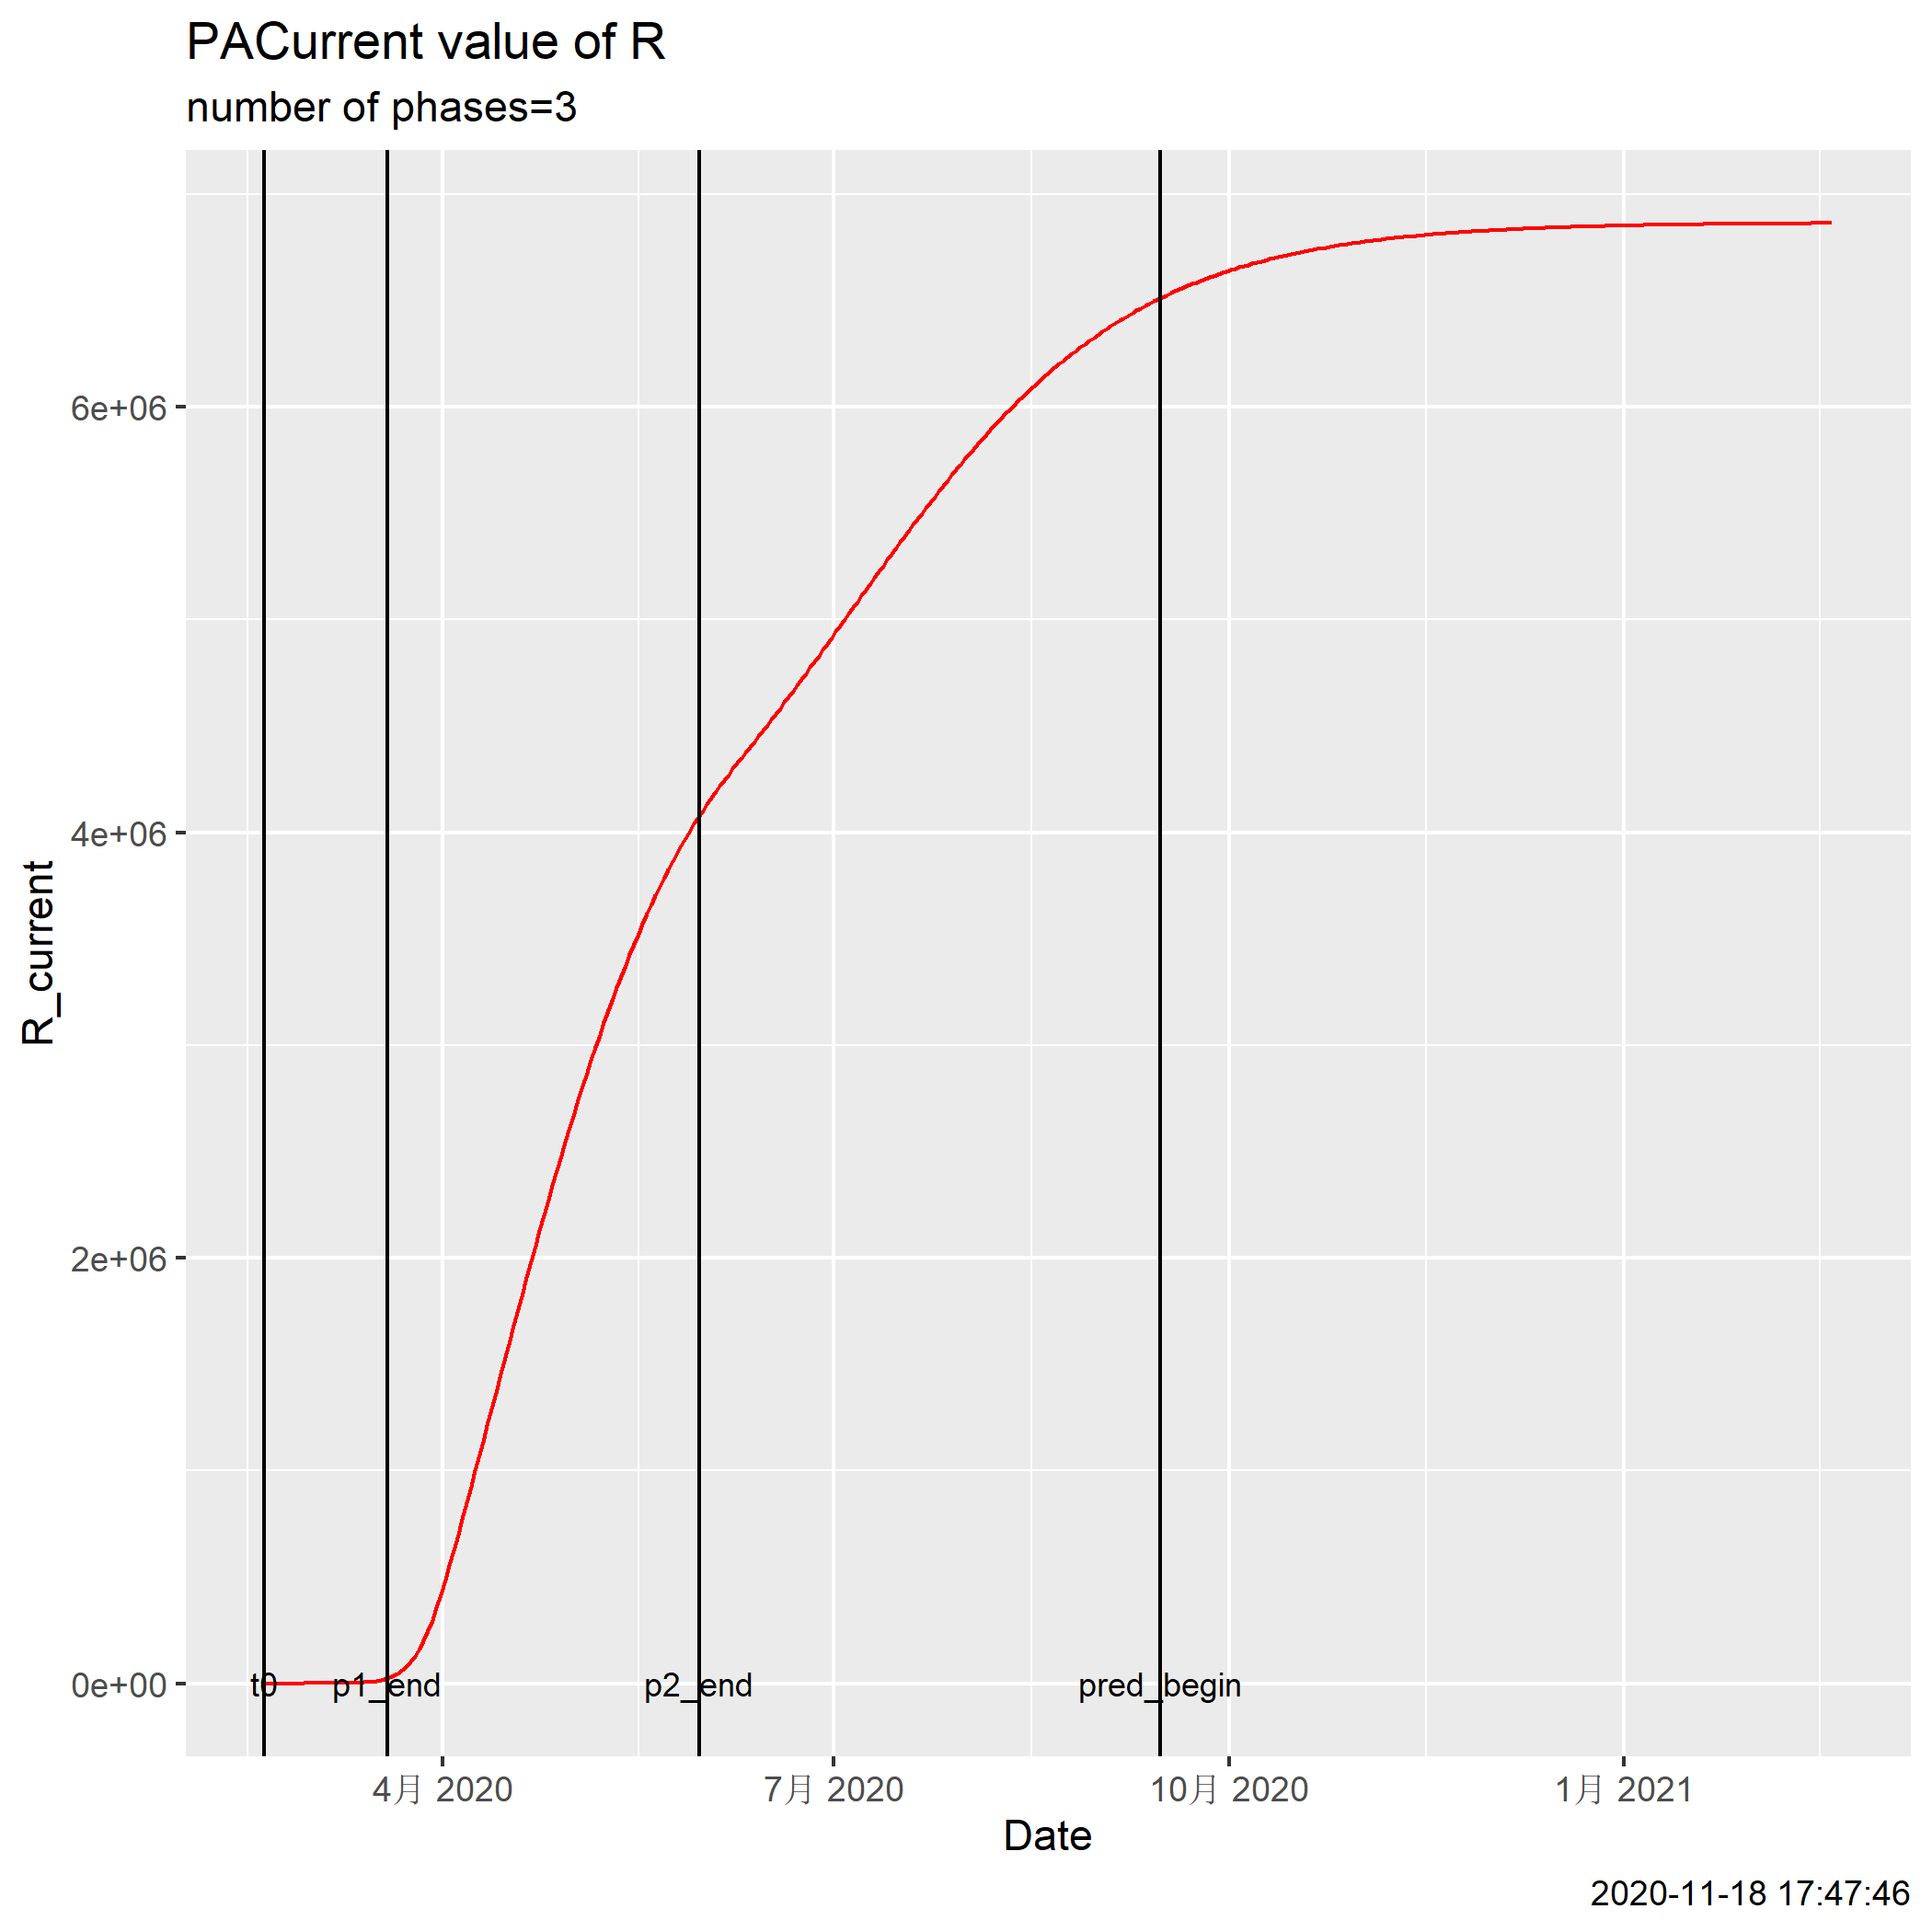 PACurrent value of R
number of phases=3
R_current
6e+06
4e+06
2e+06
0e+00
t0
p1_end
p2_end
pred_begin
4月 2020
7月 2020
10月 2020
1月 2021
Date
2020-11-18 17:47:46